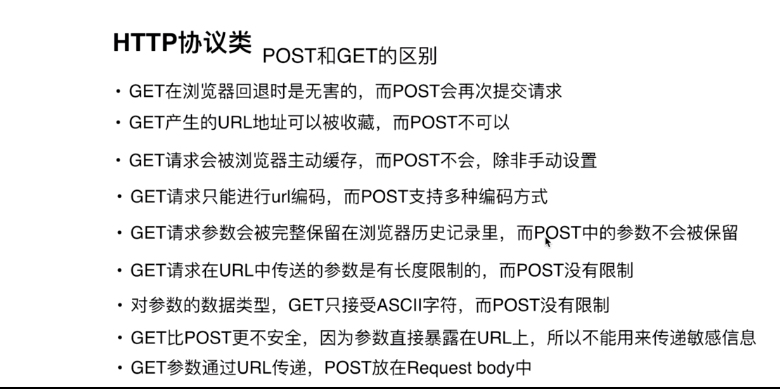 HTTP协议类 POST和GET的区别
• GET在浏览器回退时是无害的，而POST会再次提交请求
• GET产生的URL地址可以被收藏，而POST不可以
• GET请求会被浏览器主动缓存，而POST不会，除非手动设置
• GET请求只能进行url编码，而POST支持多种编码方式
• GET请求参数会被完整保留在浏览器历史记录里，而POST中的参数不会被保留
• GET请求在URL中传送的参数是有长度限制的，而POST没有限制
• 对参数的数据类型，GET只接受ASCII字符，而POST没有限制
• GET比POST更不安全，因为参数直接暴露在URL上，所以不能用来传递敏感信息
• GET参数通过URL传递，POST放在Request body中